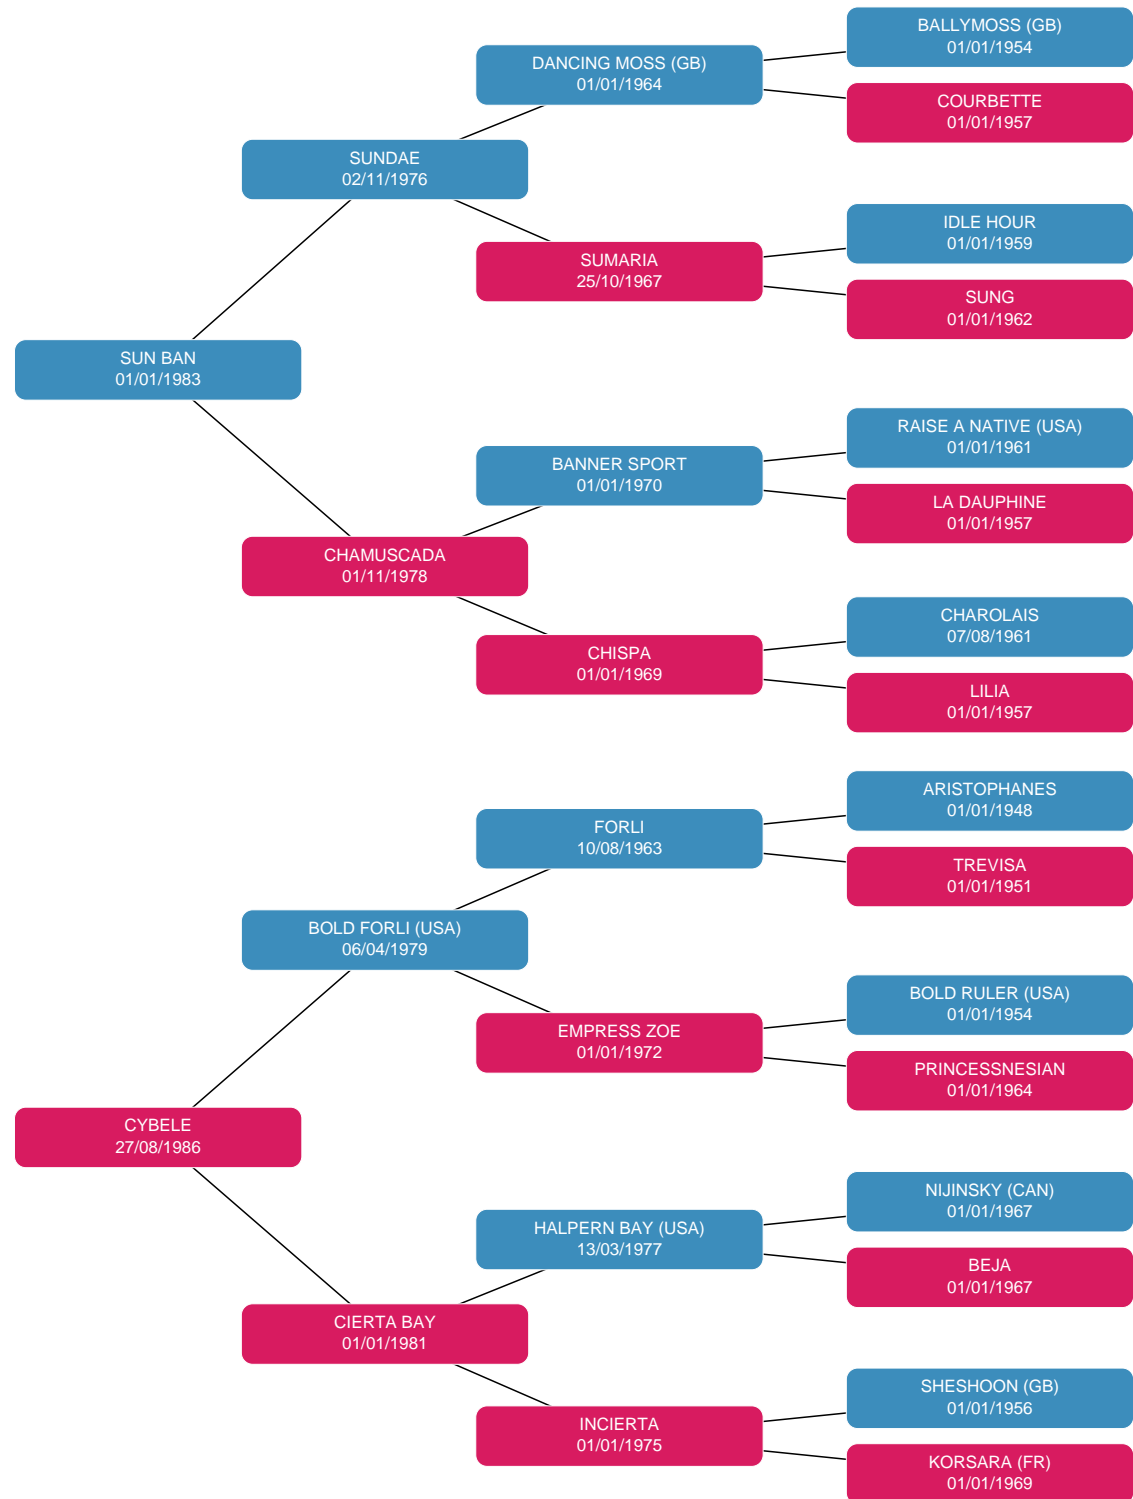 BALLYMOSS (GB)
01/01/1954
DANCING MOSS (GB)
01/01/1964
COURBETTE
01/01/1957
SUNDAE
02/11/1976
IDLE HOUR
01/01/1959
SUMARIA
25/10/1967
SUNG
01/01/1962
SUN BAN
01/01/1983
RAISE A NATIVE (USA)
01/01/1961
BANNER SPORT
01/01/1970
LA DAUPHINE
01/01/1957
CHAMUSCADA
01/11/1978
CHAROLAIS
07/08/1961
CHISPA
01/01/1969
LILIA
01/01/1957
ARISTOPHANES
01/01/1948
FORLI
10/08/1963
TREVISA
01/01/1951
BOLD FORLI (USA)
06/04/1979
BOLD RULER (USA)
01/01/1954
EMPRESS ZOE
01/01/1972
PRINCESSNESIAN
01/01/1964
CYBELE
27/08/1986
NIJINSKY (CAN)
01/01/1967
HALPERN BAY (USA)
13/03/1977
BEJA
01/01/1967
CIERTA BAY
01/01/1981
SHESHOON (GB)
01/01/1956
INCIERTA
01/01/1975
KORSARA (FR)
01/01/1969